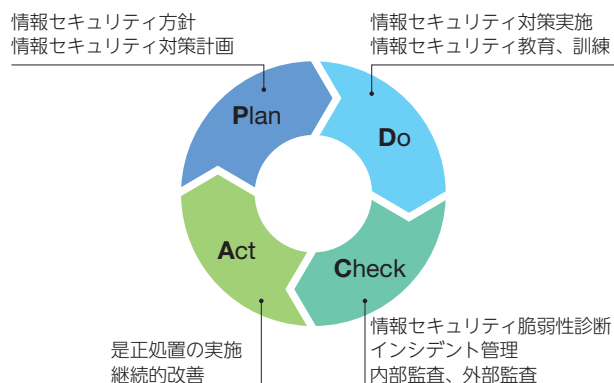 情報セキュリティ方針
情報セキュリティ対策計画
情報セキュリティ対策実施
情報セキュリティ教育、訓練
Plan
Do
Act
Check
是正処置の実施
継続的改善
情報セキュリティ脆弱性診断
インシデント管理
内部監査、外部監査